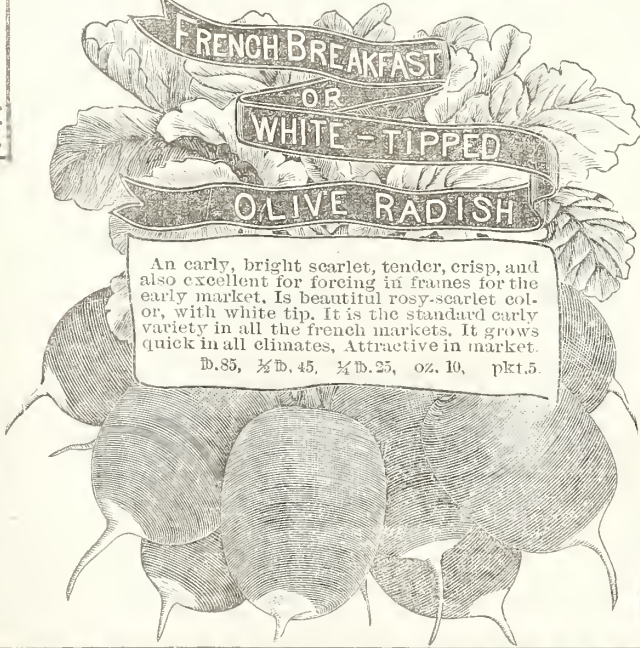 FRENCH BREAKFAST
OR
WHITE-TIPPED
OLIVE RADISH
An early, bright scarlet, tender, crisp, and
also excellent for forcing in frames for the
early market. Is beautiful rosy-scarlet col-
or, with white tip. It is the standard early
variety in all the french markets. It grows
quick in all climates, Attractive in market.
℔.85, ½℔.45, ¼℔.25, oz. 10, pkt.5.